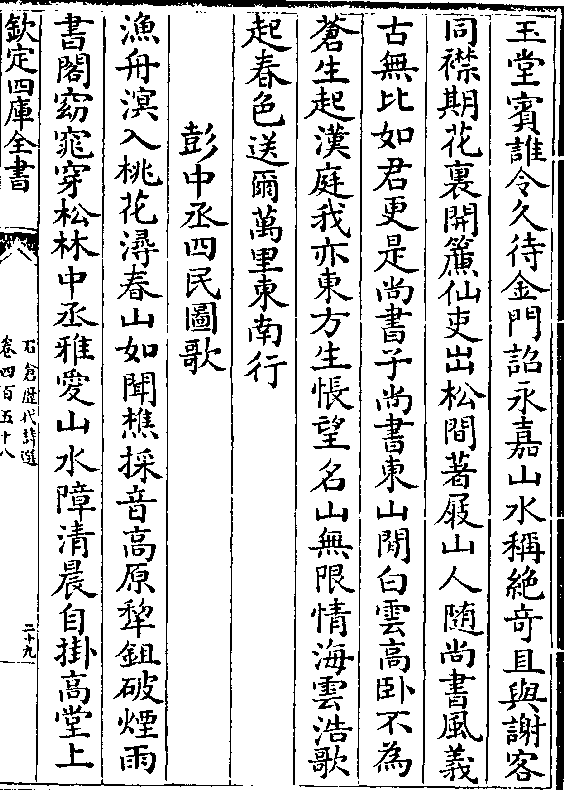 玉堂賓誰令久待金門詔永嘉山水稱絶奇且與謝客
同襟期花裏開簾仙吏出松間著屐山人隨尚書風義
古無比如君更是尚書子尚書東山閒白雲高卧不為
蒼生起漢庭我亦東方生悵望名山無限情海雲浩歌
起春色送爾萬里東南行
彭中丞四民圖歌
漁舟溟入桃花潯春山如聞樵採音高原犂鉏破煙雨
書閣窈窕穿松林中丞雅愛山水障清晨自掛高堂上
欽定四庫全書
石倉歷代詩選
卷四百五十八
二十九